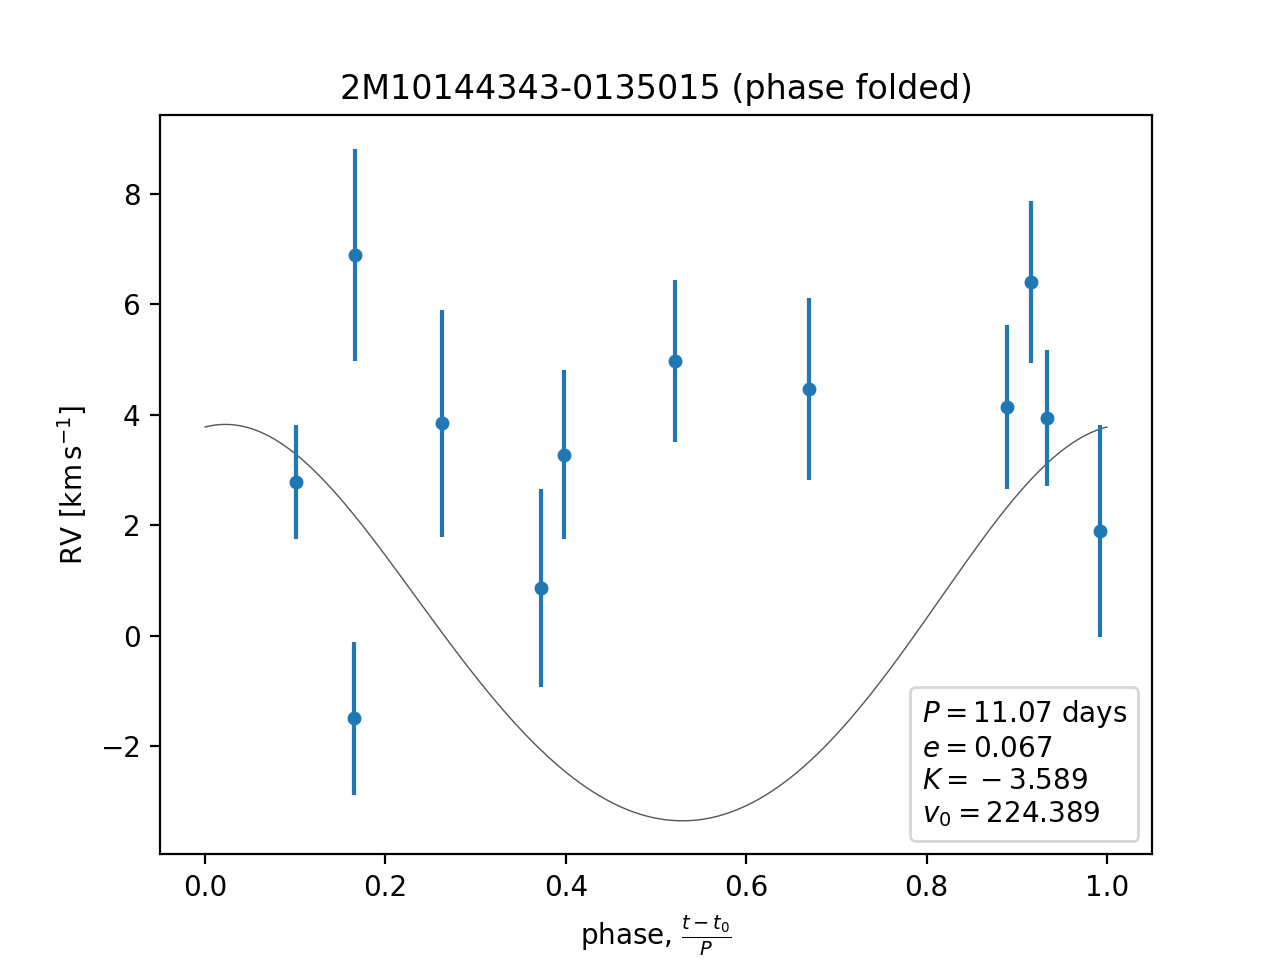 2M10144343-0135015 (phase folded)
RV [km s⁻¹]
8
6
4
2
0
−2
P = 11.07 days
e = 0.067
K = −3.589
v₀ = 224.389
0.0 0.2 0.4 0.6 0.8 1.0
phase, (t − t₀)/P